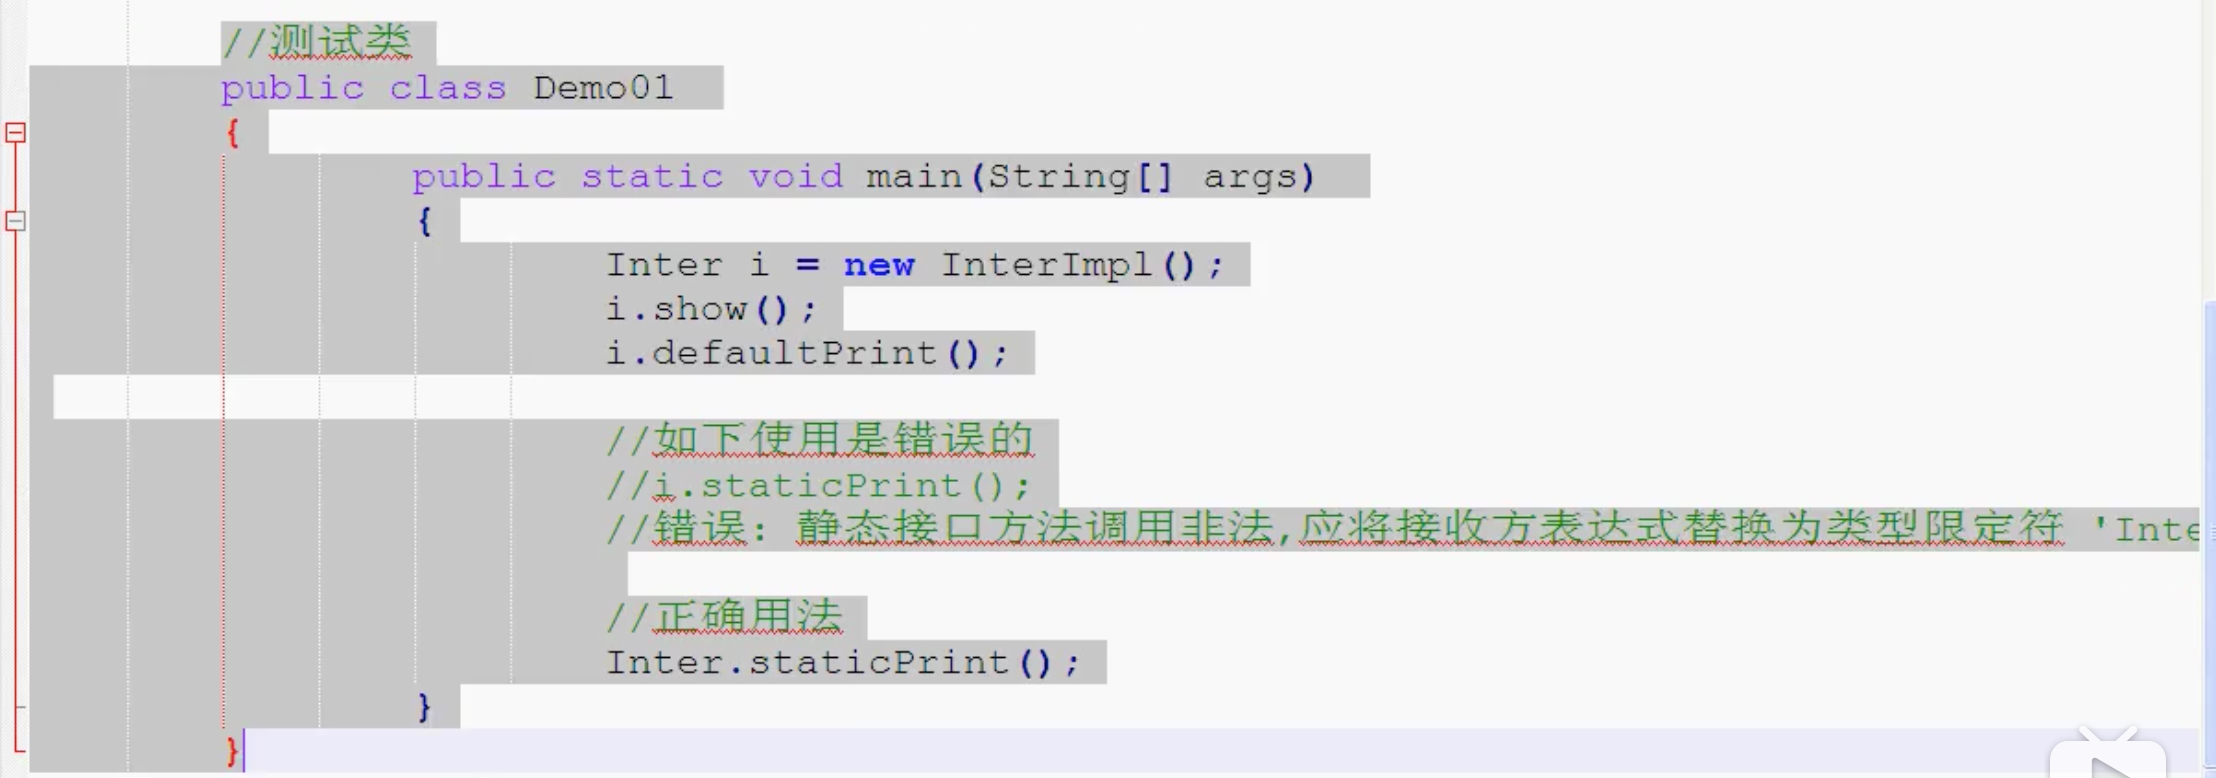 //测试类
public class Demo01
{
public static void main(String[] args)
{
Inter i = new InterImpl();
i.show();
i.defaultPrint();
//如下使用是错误的
//i.staticPrint();
//错误: 静态接口方法调用非法,应将接收方表达式替换为类型限定符 'Inte
//正确用法
Inter.staticPrint();
}
}